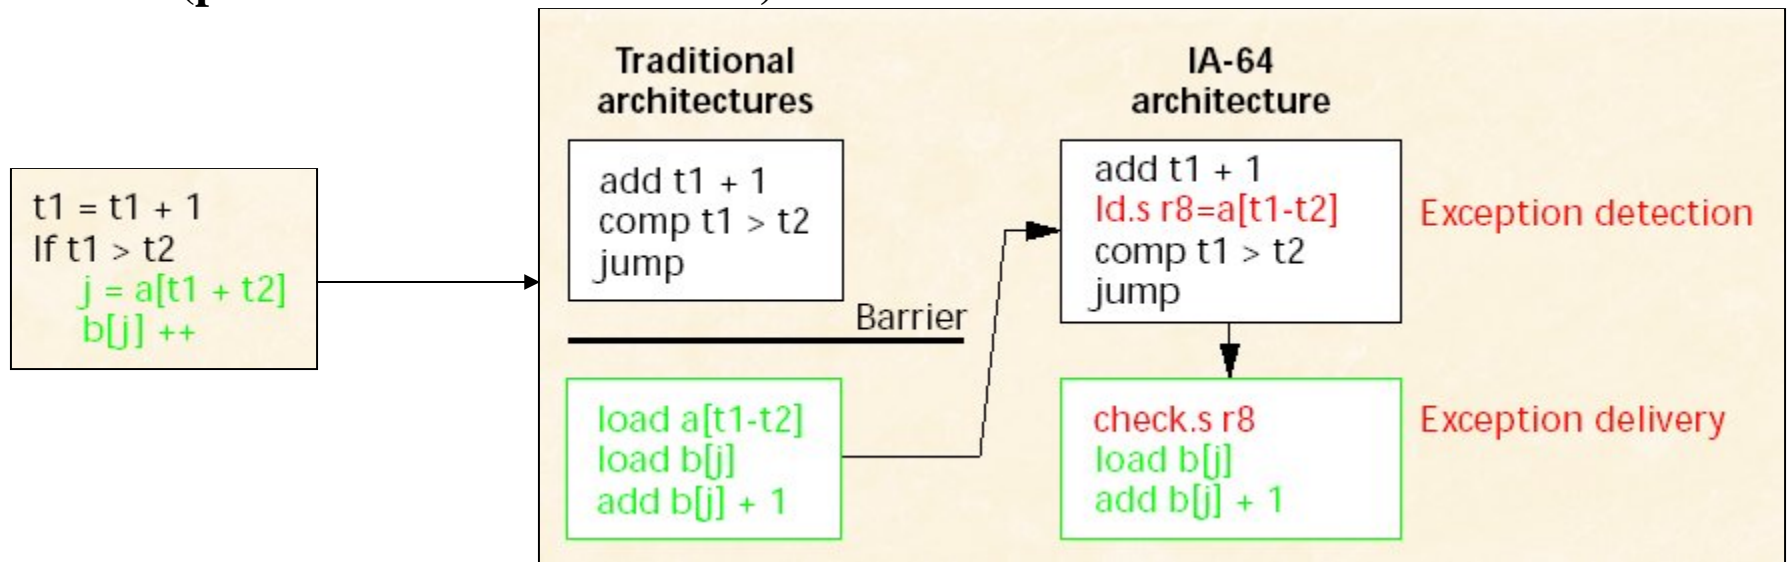 t1 = t1 + 1
If t1 > t2
j = a[t1 + t2]
b[j] ++
Traditional
architectures
add t1 + 1
comp t1 > t2
jump
Barrier
load a[t1-t2]
load b[j]
add b[j] + 1
IA-64
architecture
add t1 + 1
ld.s r8=a[t1-t2]
comp t1 > t2
jump
Exception detection
check.s r8
load b[j]
add b[j] + 1
Exception delivery